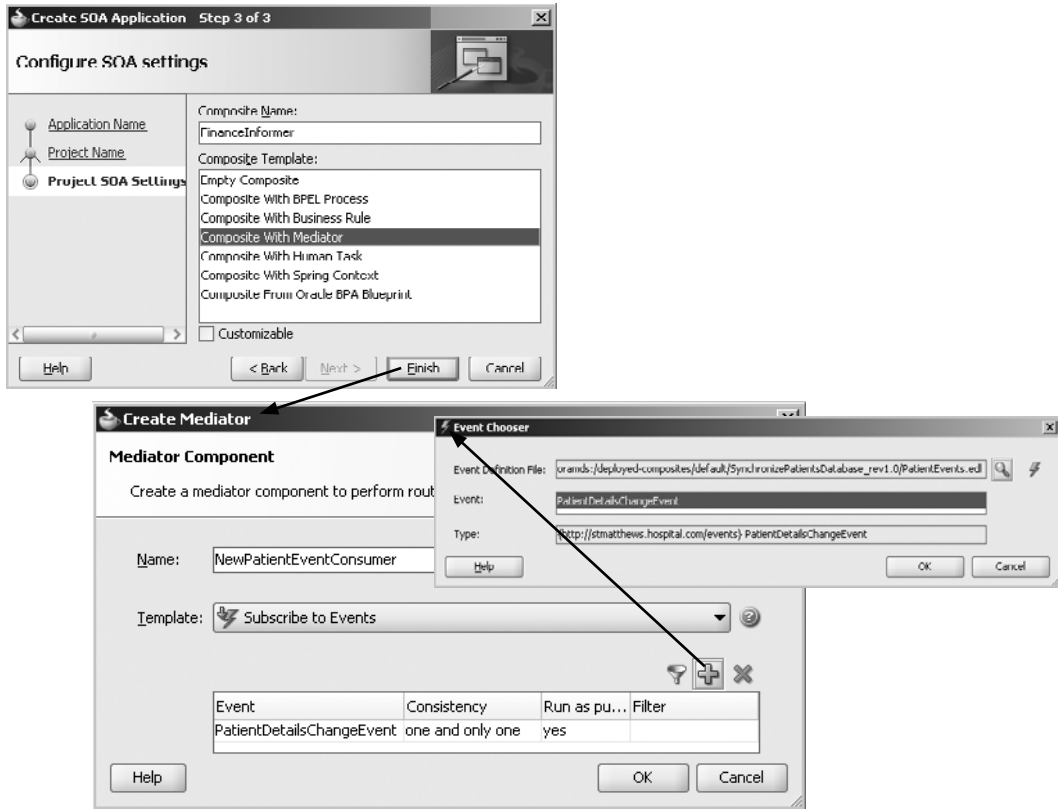 Create SOA Application Step 3 of 3
Configure SOA settings
Application Name
Project Name
Project SOA Settings
Composite Name:
FinanceInformer
Composite Template:
Empty Composite
Composite With BPEL Process
Composite With Business Rule
Composite With Mediator
Composite With Human Task
Composite With Spring Context
Composite From Oracle BPA Blueprint
Customizable
Help
< Back
Next >
Finish
Cancel
Create Mediator
Mediator Component
Create a mediator component to perform rout
Name:
NewPatientEventConsumer
Template:
Subscribe to Events
Event Consistency Run as pu... Filter
PatientDetailsChangeEvent one and only one yes
Help
OK
Cancel
Event Chooser
Event Definition File:
oramds:/deployed-composites/default/SynchronizePatientsDatabase_rev1.0/PatientEvents.edl
Event:
PatientDetailsChangeEvent
Type:
{http://stmatthews.hospital.com/events} PatientDetailsChangeEvent
Help
OK
Cancel